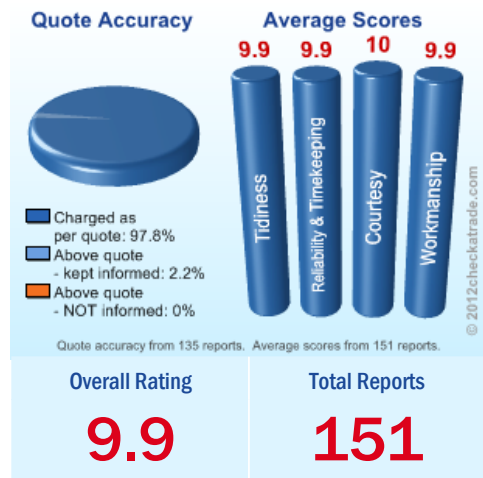 Quote Accuracy
Average Scores
9.9 9.9 10 9.9
Tidiness
Reliability & Timekeeping
Courtesy
Workmanship
Charged as
per quote: 97.8%
Above quote
- kept informed: 2.2%
Above quote
- NOT informed: 0%
© 2012checkatrade.com
Quote accuracy from 135 reports. Average scores from 151 reports.
Overall Rating
9.9
Total Reports
151